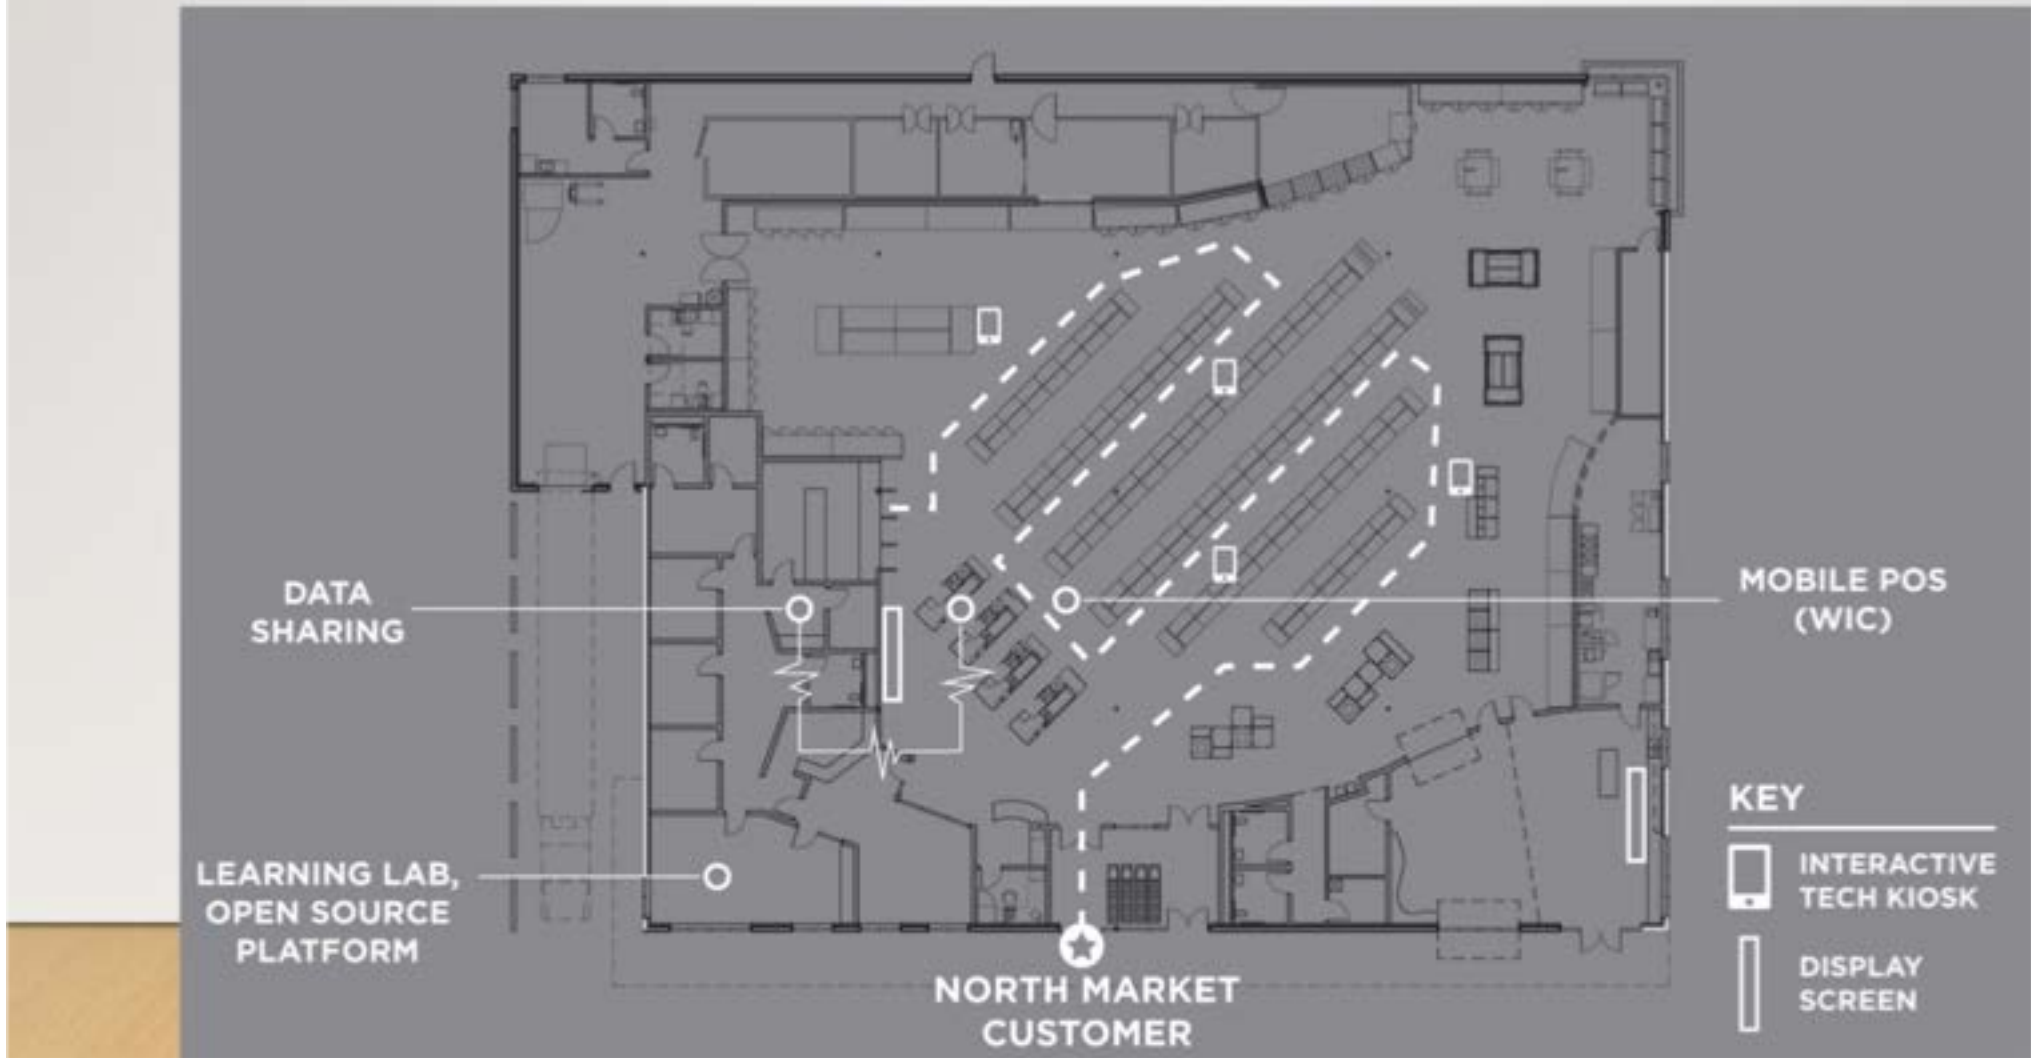 DATA
SHARING
MOBILE POS
(WIC)
LEARNING LAB,
OPEN SOURCE
PLATFORM
NORTH MARKET
CUSTOMER
KEY
INTERACTIVE
TECH KIOSK
DISPLAY
SCREEN